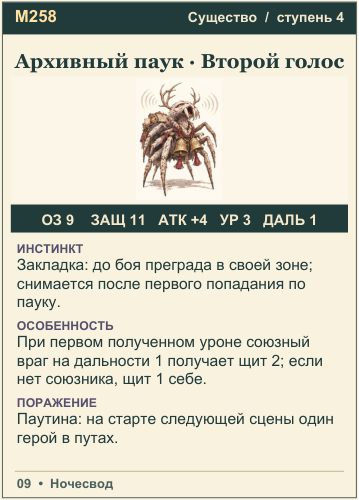 М258
Существо / ступень 4
Архивный паук · Второй голос
ОЗ 9 ЗАЩ 11 АТК +4 УР 3 ДАЛЬ 1
ИНСТИНКТ
Закладка: до боя преграда в своей зоне;
снимается после первого попадания по
пауку.
ОСОБЕННОСТЬ
При первом полученном уроне союзный
враг на дальности 1 получает щит 2; если
нет союзника, щит 1 себе.
ПОРАЖЕНИЕ
Паутина: на старте следующей сцены один
герой в путах.
09 • Ночесвод